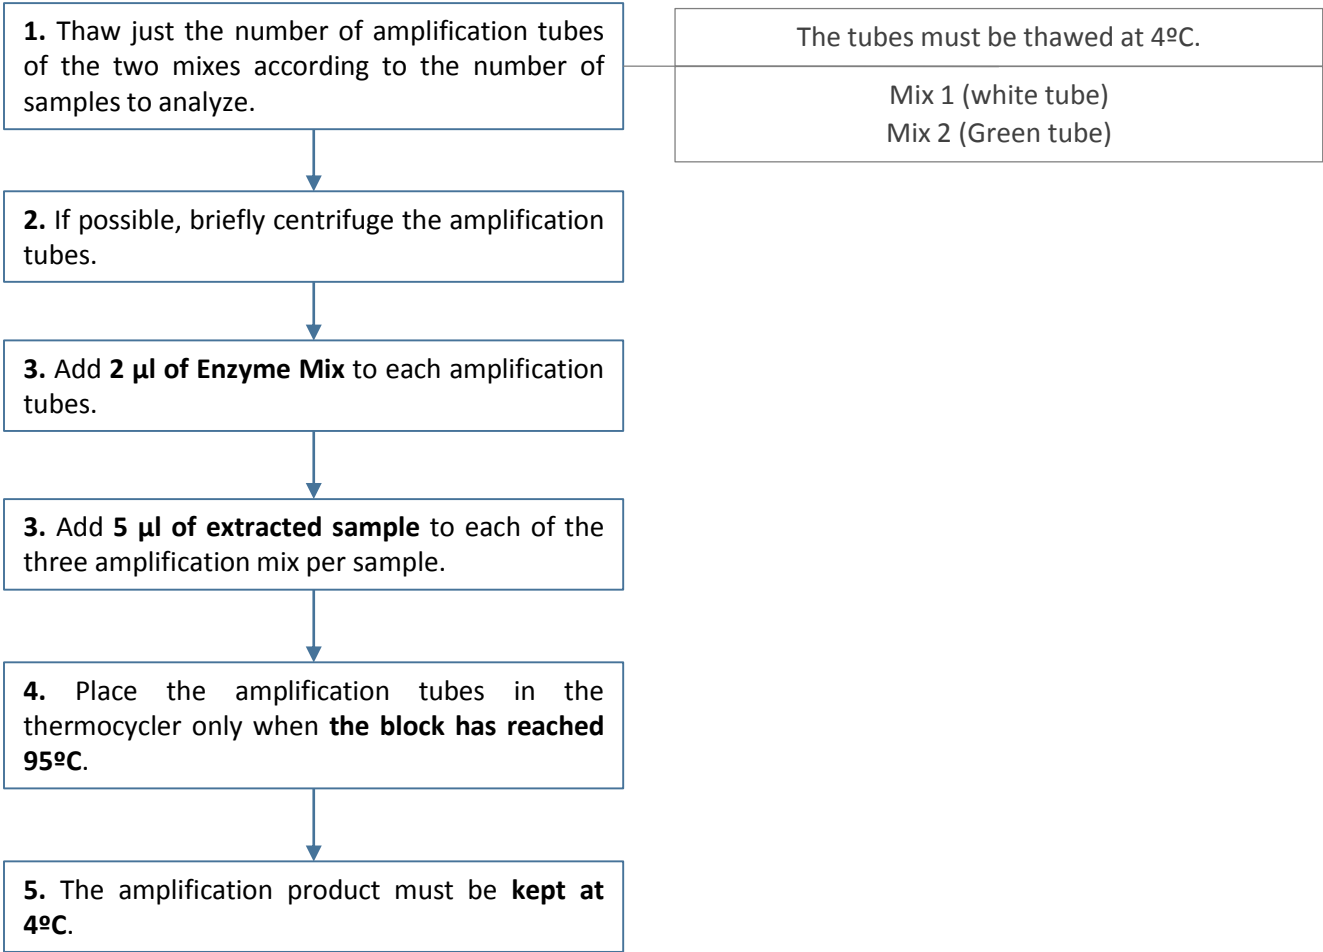 1. Thaw just the number of amplification tubes
of the two mixes according to the number of
samples to analyze.
The tubes must be thawed at 4ºC.
Mix 1 (white tube)
Mix 2 (Green tube)
2. If possible, briefly centrifuge the amplification
tubes.
3. Add 2 µl of Enzyme Mix to each amplification
tubes.
3. Add 5 µl of extracted sample to each of the
three amplification mix per sample.
4. Place the amplification tubes in the
thermocycler only when the block has reached
95ºC.
5. The amplification product must be kept at
4ºC.